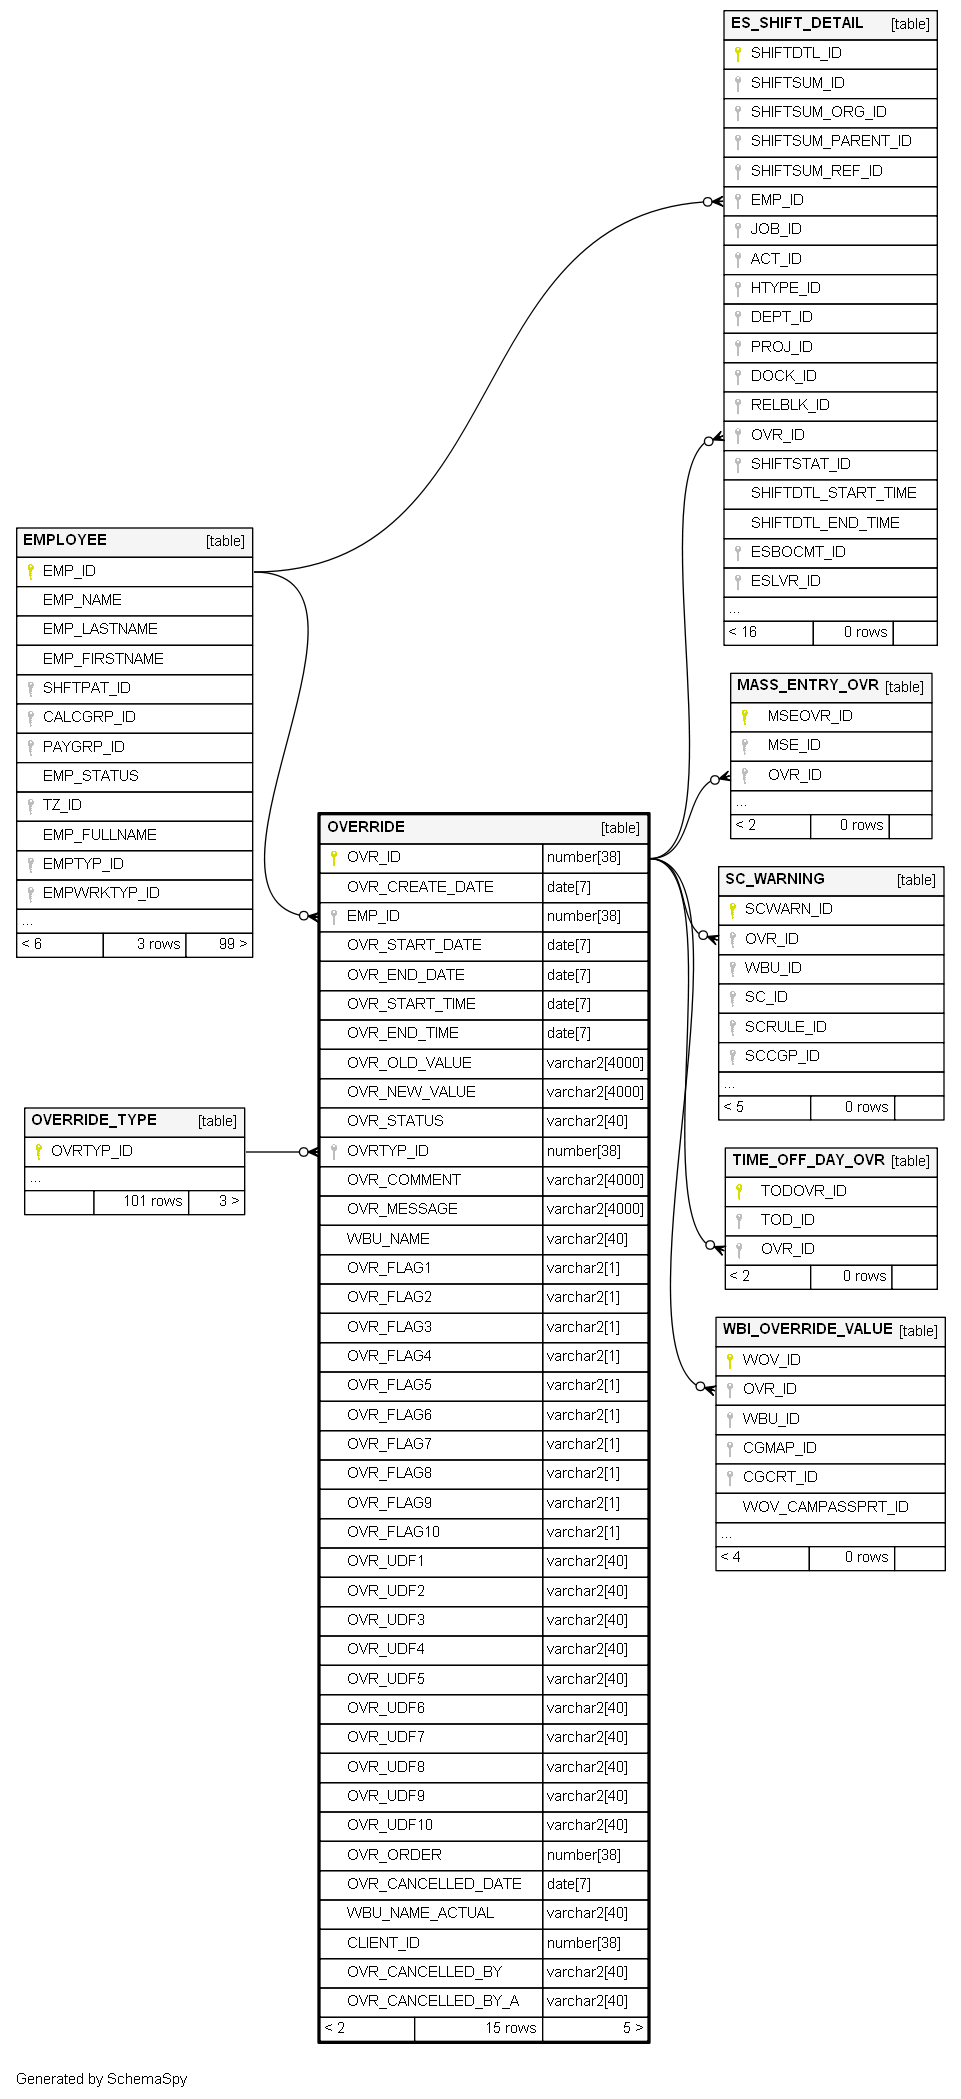 ES_SHIFT_DETAIL [table]
SHIFTDTL_ID
SHIFTSUM_ID
SHIFTSUM_ORG_ID
SHIFTSUM_PARENT_ID
SHIFTSUM_REF_ID
EMP_ID
JOB_ID
ACT_ID
HTYPE_ID
DEPT_ID
PROJ_ID
DOCK_ID
RELBLK_ID
OVR_ID
SHIFTSTAT_ID
SHIFTDTL_START_TIME
SHIFTDTL_END_TIME
ESBOCMT_ID
ESLVR_ID
...
< 16 0 rows
EMPLOYEE [table]
EMP_ID
EMP_NAME
EMP_LASTNAME
EMP_FIRSTNAME
SHFTPAT_ID
CALCGRP_ID
PAYGRP_ID
EMP_STATUS
TZ_ID
EMP_FULLNAME
EMPTYP_ID
EMPWRKTYP_ID
...
< 6 3 rows 99 >
MASS_ENTRY_OVR [table]
MSEOVR_ID
MSE_ID
OVR_ID
...
< 2 0 rows
OVERRIDE [table]
OVR_ID number[38]
OVR_CREATE_DATE date[7]
EMP_ID number[38]
OVR_START_DATE date[7]
OVR_END_DATE date[7]
OVR_START_TIME date[7]
OVR_END_TIME date[7]
OVR_OLD_VALUE varchar2[4000]
OVR_NEW_VALUE varchar2[4000]
OVR_STATUS varchar2[40]
OVRTYP_ID number[38]
OVR_COMMENT varchar2[4000]
OVR_MESSAGE varchar2[4000]
WBU_NAME varchar2[40]
OVR_FLAG1 varchar2[1]
OVR_FLAG2 varchar2[1]
OVR_FLAG3 varchar2[1]
OVR_FLAG4 varchar2[1]
OVR_FLAG5 varchar2[1]
OVR_FLAG6 varchar2[1]
OVR_FLAG7 varchar2[1]
OVR_FLAG8 varchar2[1]
OVR_FLAG9 varchar2[1]
OVR_FLAG10 varchar2[1]
OVR_UDF1 varchar2[40]
OVR_UDF2 varchar2[40]
OVR_UDF3 varchar2[40]
OVR_UDF4 varchar2[40]
OVR_UDF5 varchar2[40]
OVR_UDF6 varchar2[40]
OVR_UDF7 varchar2[40]
OVR_UDF8 varchar2[40]
OVR_UDF9 varchar2[40]
OVR_UDF10 varchar2[40]
OVR_ORDER number[38]
OVR_CANCELLED_DATE date[7]
WBU_NAME_ACTUAL varchar2[40]
CLIENT_ID number[38]
OVR_CANCELLED_BY varchar2[40]
OVR_CANCELLED_BY_A varchar2[40]
< 2 15 rows 5 >
SC_WARNING [table]
SCWARN_ID
OVR_ID
WBU_ID
SC_ID
SCRULE_ID
SCCGP_ID
...
< 5 0 rows
OVERRIDE_TYPE [table]
OVRTYP_ID
...
101 rows 3 >
TIME_OFF_DAY_OVR [table]
TODOVR_ID
TOD_ID
OVR_ID
< 2 0 rows
WBI_OVERRIDE_VALUE [table]
WOV_ID
OVR_ID
WBU_ID
CGMAP_ID
CGCRT_ID
WOV_CAMPASSPRT_ID
...
< 4 0 rows
Generated by SchemaSpy